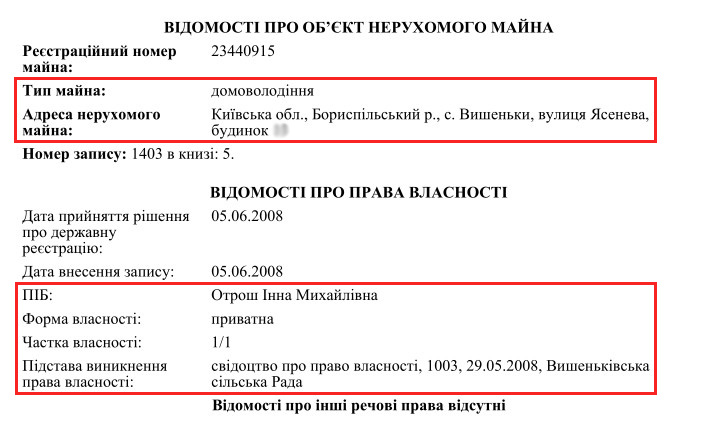 ВІДОМОСТІ ПРО ОБ’ЄКТ НЕРУХОМОГО МАЙНА
Реєстраційний номер майна: 23440915
Тип майна: домоволодіння
Адреса нерухомого майна: Київська обл., Бориспільський р., с. Вишеньки, вулиця Ясенева, будинок
Номер запису: 1403 в книзі: 5.
ВІДОМОСТІ ПРО ПРАВА ВЛАСНОСТІ
Дата прийняття рішення про державну реєстрацію: 05.06.2008
Дата внесення запису: 05.06.2008
ПІБ: Отрош Інна Михайлівна
Форма власності: приватна
Частка власності: 1/1
Підстава виникнення права власності: свідоцтво про право власності, 1003, 29.05.2008, Вишеньківська сільська Рада
Відомості про інші речові права відсутні